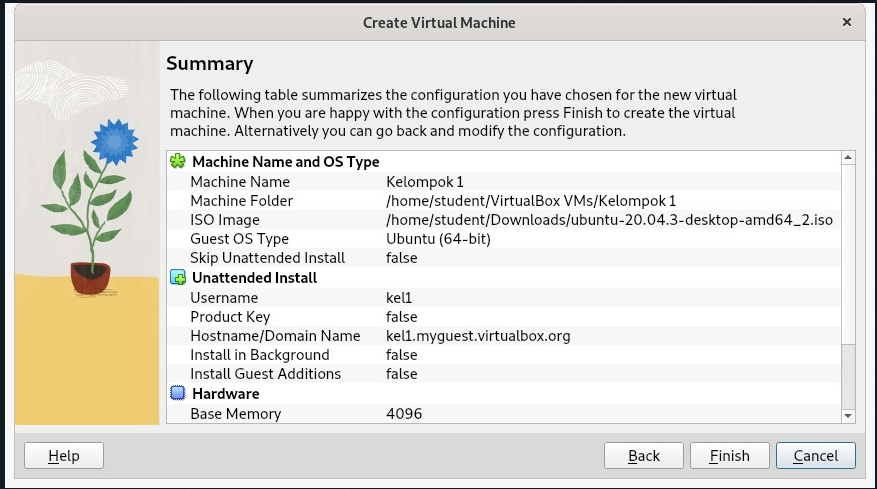 Create Virtual Machine
Summary
The following table summarizes the configuration you have chosen for the new virtual
machine. When you are happy with the configuration press Finish to create the virtual
machine. Alternatively you can go back and modify the configuration.
Machine Name and OS Type
Machine Name Kelompok 1
Machine Folder /home/student/VirtualBox VMs/Kelompok 1
ISO Image /home/student/Downloads/ubuntu-20.04.3-desktop-amd64_2.iso
Guest OS Type Ubuntu (64-bit)
Skip Unattended Install false
Unattended Install
Username kel1
Product Key false
Hostname/Domain Name kel1.myguest.virtualbox.org
Install in Background false
Install Guest Additions false
Hardware
Base Memory 4096
Help Back Finish Cancel